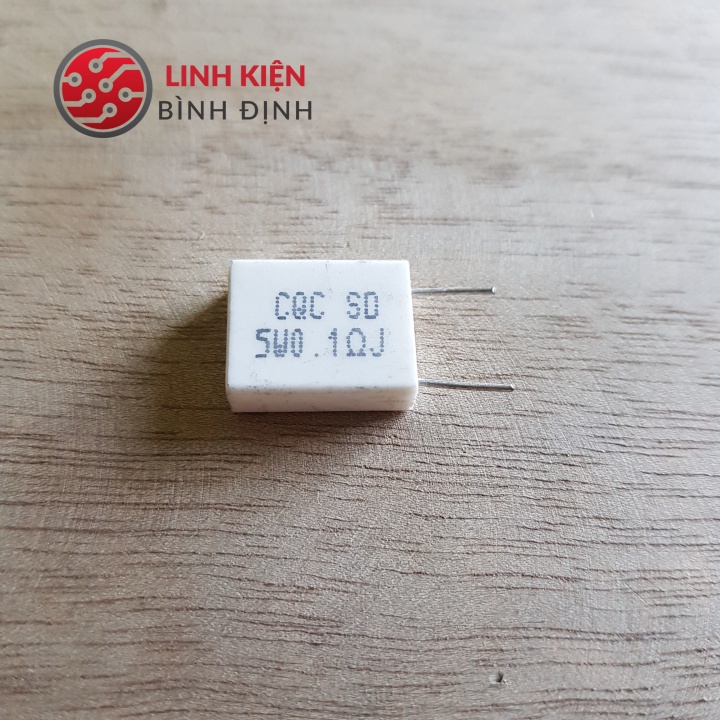 LINH KIỆN
BÌNH ĐỊNH
CQC SD
5W0.1ΩJ